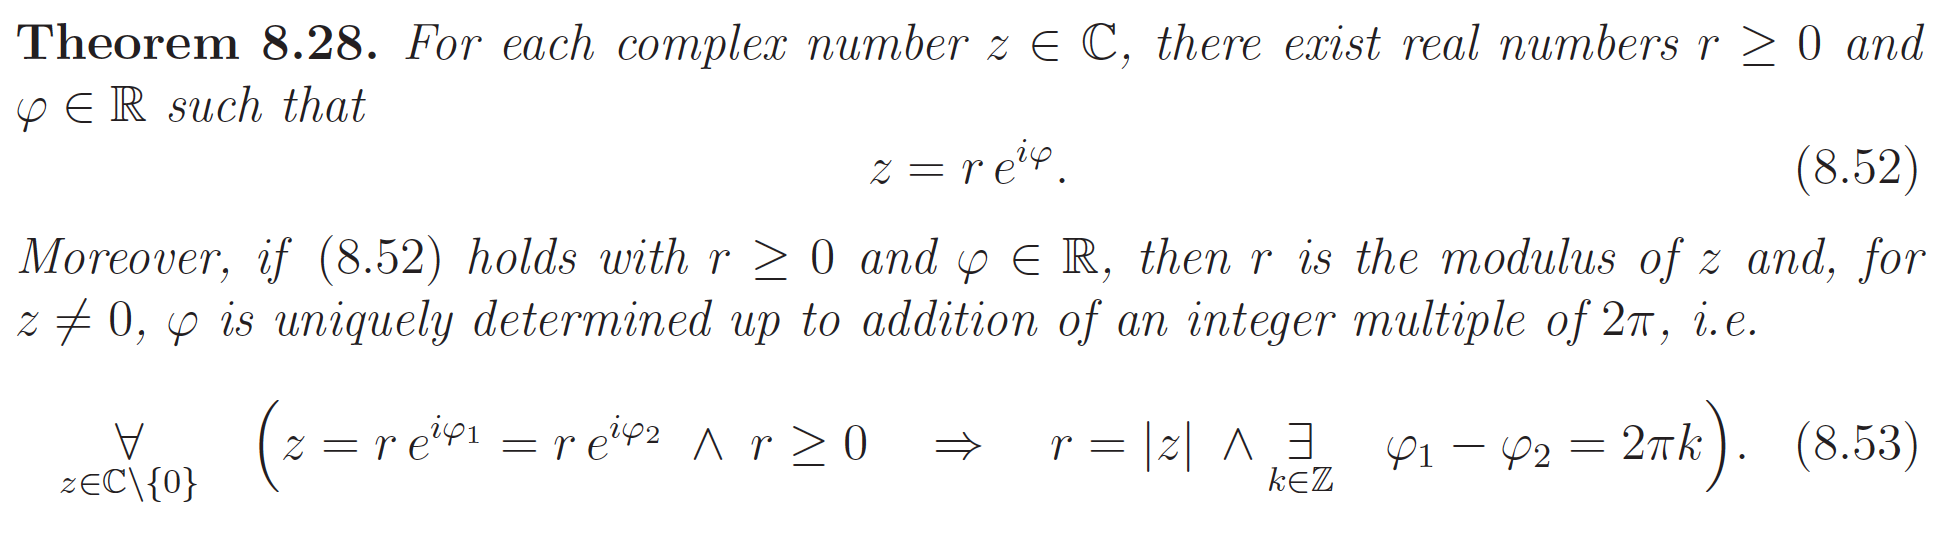 Theorem 8.28. For each complex number z ∈ ℂ, there exist real numbers r ≥ 0 and
φ ∈ ℝ such that
z = r e^{iφ}. (8.52)
Moreover, if (8.52) holds with r ≥ 0 and φ ∈ ℝ, then r is the modulus of z and, for
z ≠ 0, φ is uniquely determined up to addition of an integer multiple of 2π, i.e.
∀_{z∈ℂ\{0}} (z = r e^{iφ₁} = r e^{iφ₂} ∧ r ≥ 0 ⇒ r = |z| ∧ ∃_{k∈ℤ} φ₁ − φ₂ = 2πk). (8.53)